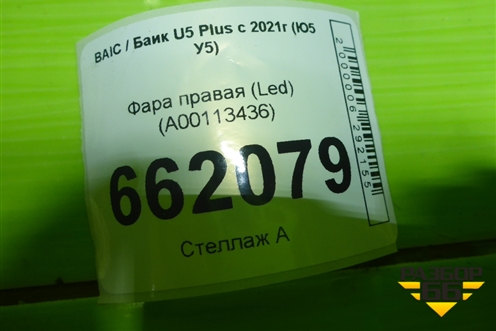 BAIC / Баик U5 Plus с 2021г (Ю5
У5)
Фара правая (Led)
(A00113436)
662079
Стеллаж А
2000006292155
РАЗБОР
66